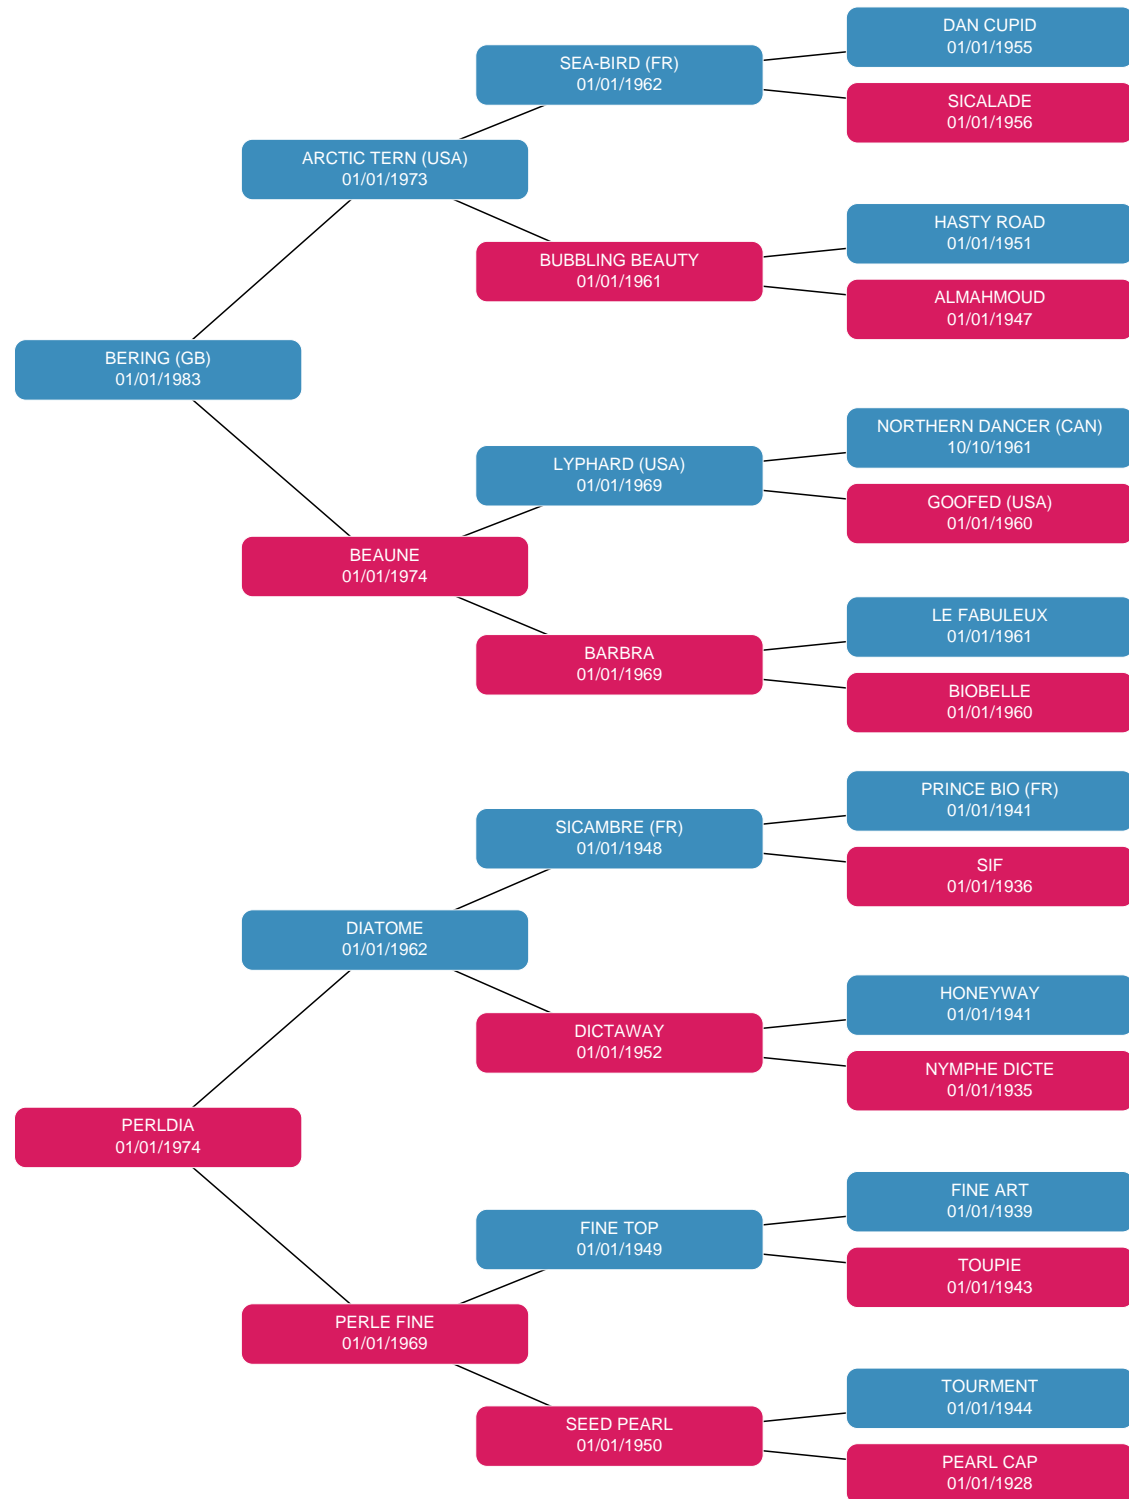 DAN CUPID
01/01/1955
SEA-BIRD (FR)
01/01/1962
SICALADE
01/01/1956
ARCTIC TERN (USA)
01/01/1973
HASTY ROAD
01/01/1951
BUBBLING BEAUTY
01/01/1961
ALMAHMOUD
01/01/1947
BERING (GB)
01/01/1983
NORTHERN DANCER (CAN)
10/10/1961
LYPHARD (USA)
01/01/1969
GOOFED (USA)
01/01/1960
BEAUNE
01/01/1974
LE FABULEUX
01/01/1961
BARBRA
01/01/1969
BIOBELLE
01/01/1960
PRINCE BIO (FR)
01/01/1941
SICAMBRE (FR)
01/01/1948
SIF
01/01/1936
DIATOME
01/01/1962
HONEYWAY
01/01/1941
DICTAWAY
01/01/1952
NYMPHE DICTE
01/01/1935
PERLDIA
01/01/1974
FINE ART
01/01/1939
FINE TOP
01/01/1949
TOUPIE
01/01/1943
PERLE FINE
01/01/1969
TOURMENT
01/01/1944
SEED PEARL
01/01/1950
PEARL CAP
01/01/1928